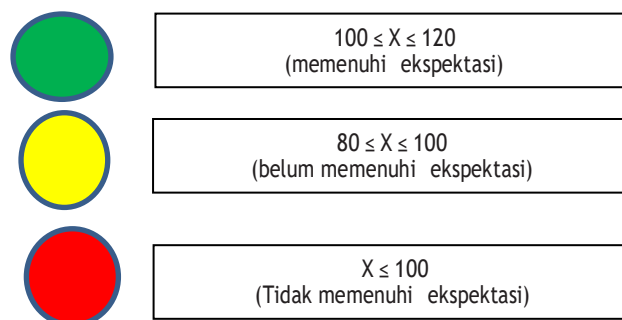 100 ≤ X ≤ 120
(memenuhi ekspektasi)
80 ≤ X ≤ 100
(belum memenuhi ekspektasi)
X ≤ 100
(Tidak memenuhi ekspektasi)